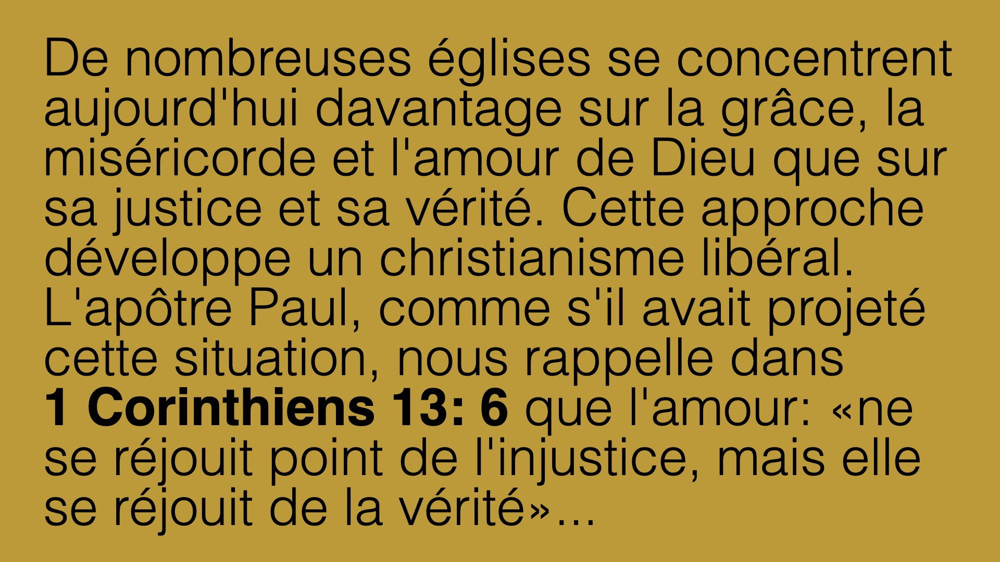 De nombreuses églises se concentrent
aujourd'hui davantage sur la grâce, la
miséricorde et l'amour de Dieu que sur
sa justice et sa vérité. Cette approche
développe un christianisme libéral.
L'apôtre Paul, comme s'il avait projeté
cette situation, nous rappelle dans
1 Corinthiens 13: 6 que l'amour: «ne
se réjouit point de l'injustice, mais elle
se réjouit de la vérité»...